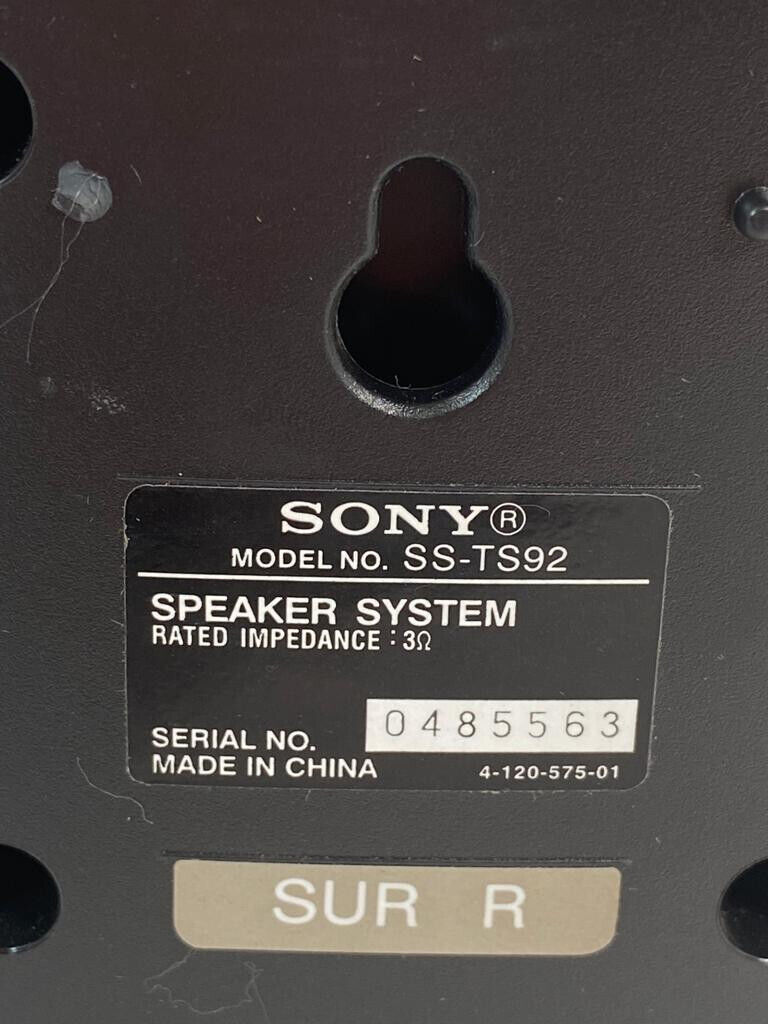 SONY®
MODEL NO. SS-TS92
SPEAKER SYSTEM
RATED IMPEDANCE : 3Ω
SERIAL NO. 0485563
MADE IN CHINA 4-120-575-01
SUR R